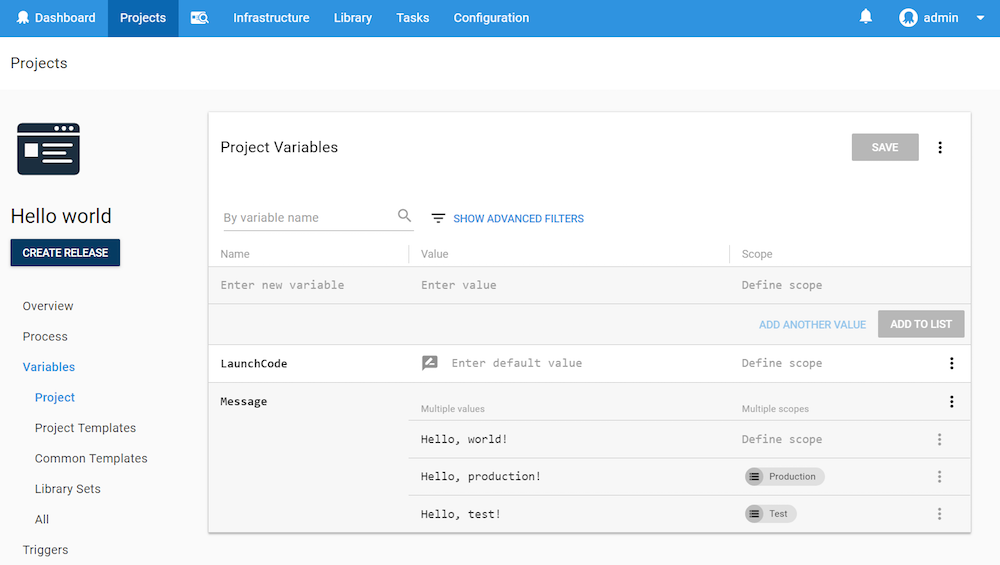 Dashboard Projects Infrastructure Library Tasks Configuration admin
Projects
Project Variables SAVE
Hello world
By variable name SHOW ADVANCED FILTERS
CREATE RELEASE
Name Value Scope
Enter new variable Enter value Define scope
ADD ANOTHER VALUE ADD TO LIST
LaunchCode Enter default value Define scope
Message Multiple values Multiple scopes
Hello, world! Define scope
Hello, production! Production
Hello, test! Test
Overview
Process
Variables
Project
Project Templates
Common Templates
Library Sets
All
Triggers